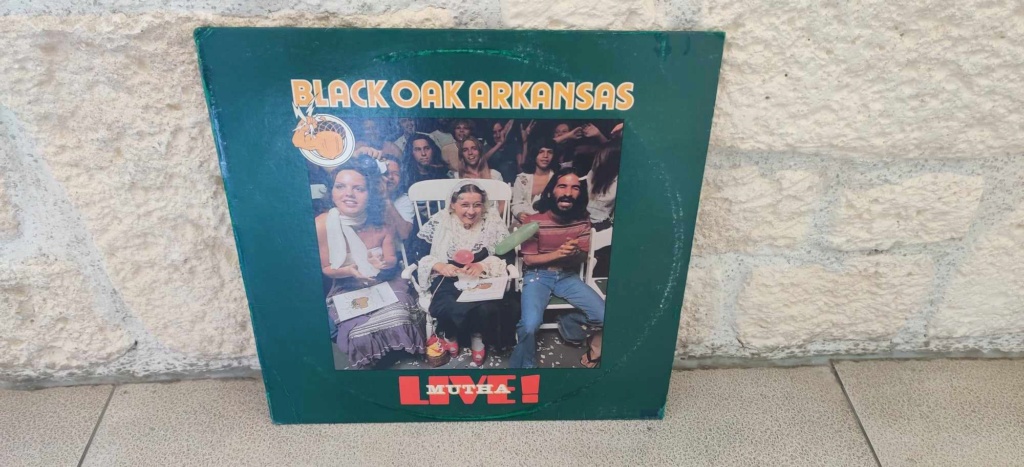 BLACK OAK ARKANSAS
LIVE!
MUTHA